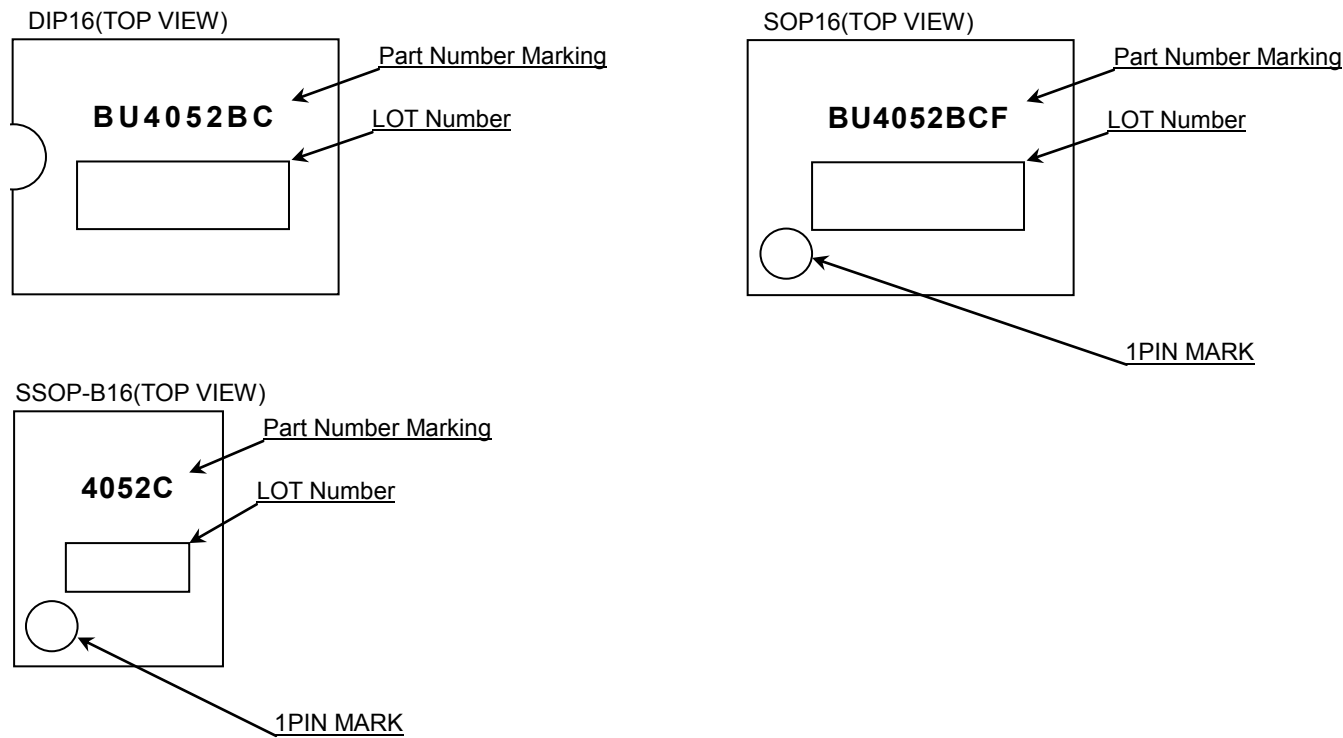 DIP16(TOP VIEW)
Part Number Marking
BU4052BC
LOT Number
SOP16(TOP VIEW)
Part Number Marking
BU4052BCF
LOT Number
1PIN MARK
SSOP-B16(TOP VIEW)
Part Number Marking
4052C
LOT Number
1PIN MARK